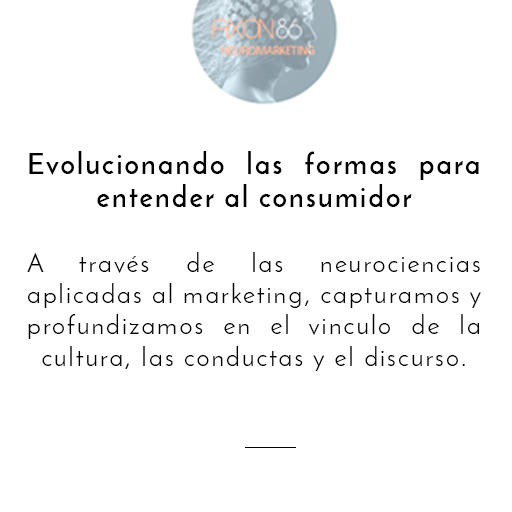 86
NEUROMARKETING
Evolucionando las formas para
entender al consumidor
A través de las neurociencias
aplicadas al marketing, capturamos y
profundizamos en el vinculo de la
cultura, las conductas y el discurso.